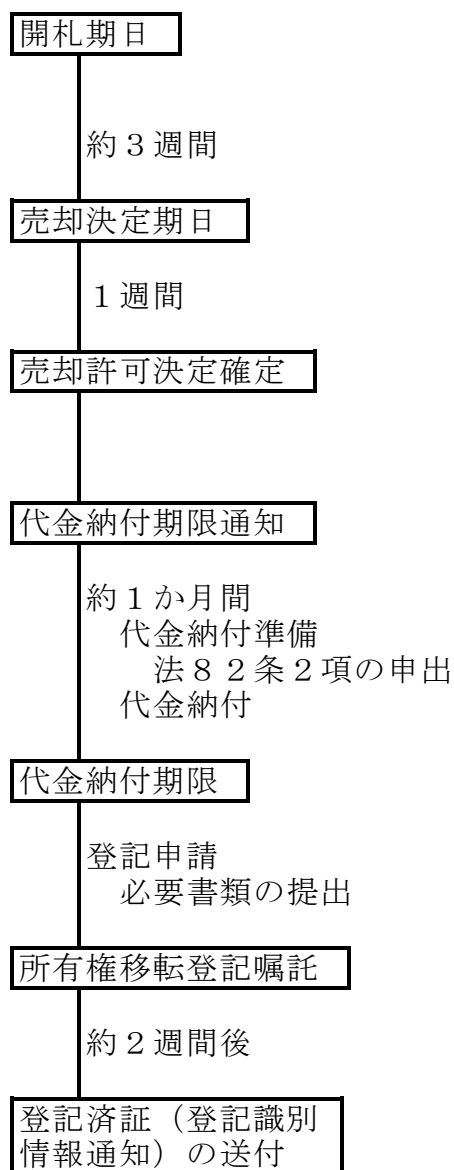 開札期日
約３週間
売却決定期日
１週間
売却許可決定確定
代金納付期限通知
約１か月間
代金納付準備
法８２条２項の申出
代金納付
代金納付期限
登記申請
必要書類の提出
所有権移転登記嘱託
約２週間後
登記済証（登記識別
情報通知）の送付